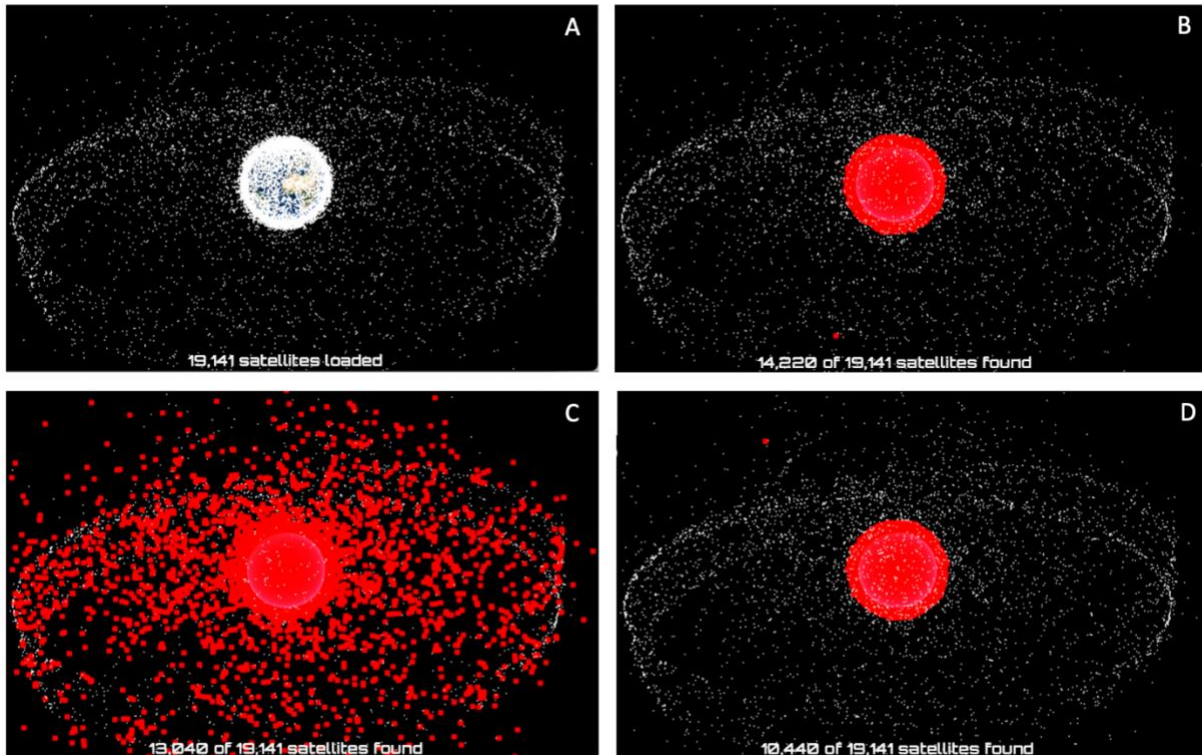 A
19,141 satellites loaded
B
14,220 of 19,141 satellites found
C
13,040 of 19,141 satellites found
D
10,440 of 19,141 satellites found